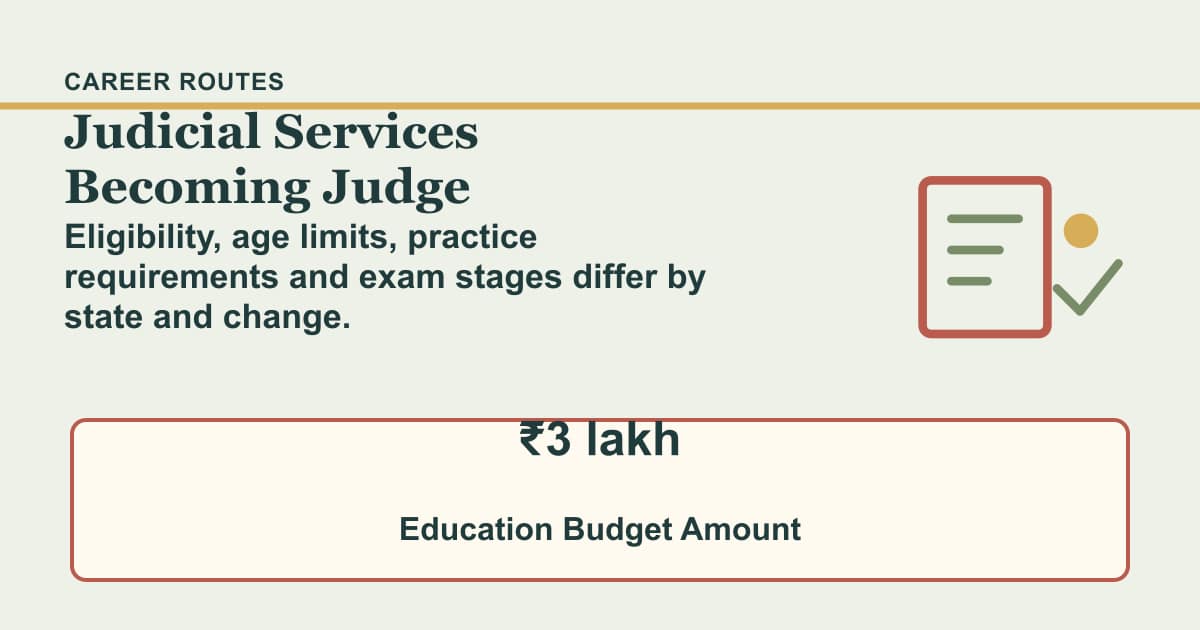 CAREER ROUTES
Judicial Services
Becoming Judge
Eligibility, age limits, practice
requirements and exam stages differ by
state and change.
₹3 lakh
Education Budget Amount